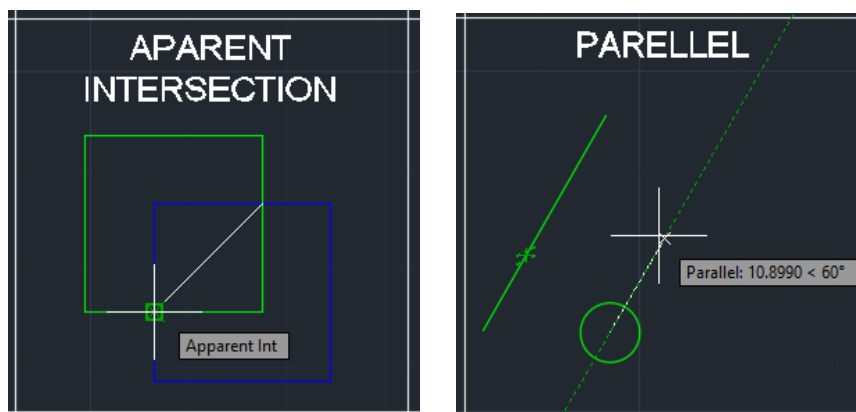 APARENT
INTERSECTION
Apparent Int
PARELLEL
Parallel: 10.8990 < 60°